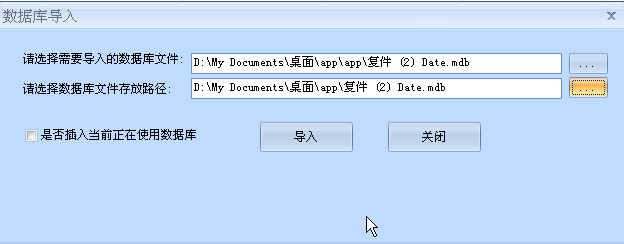 数据库导入
请选择需要导入的数据库文件: D:\My Documents\桌面\app\app\复件 (2) Date.mdb ...
请选择数据库文件存放路径: D:\My Documents\桌面\app\复件 (2) Date.mdb ...
是否插入当前正在使用数据库 导入 关闭